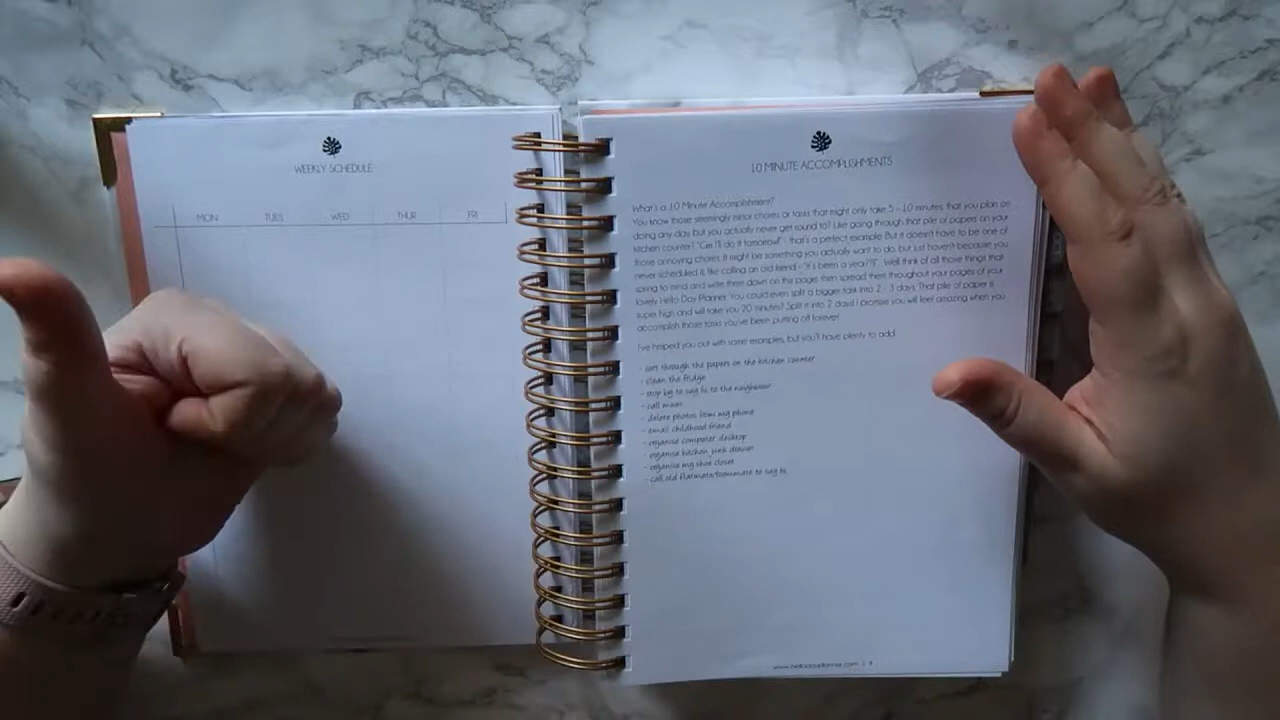 WEEKLY SCHEDULE
MON TUES WED THUR FRI
10 MINUTE ACCOMPLISHMENTS
What's a 10 Minute Accomplishment?
You know those seemingly minor chores or tasks that might only take 5 - 10 minutes that you plan on
doing any day but you actually never get round to? Like going through that pile of papers on your
kitchen counter? "Gm I'll do it tomorrow!" - that's a perfect example. But it doesn't have to be one of
those annoying chores. It might be something you actually want to do, but just haven't because you
never scheduled it, like calling an old friend - "it's been a year?!?". Well think of all those things that
spring to mind and write them down on this pages then spread them throughout your pages of your
lovely Hello Day Planner. You could even split a bigger task into 2 - 3 days. That pile of paper is
super high and will take you 20 minutes? Split it into 2 days! I promise you will feel amazing when you
accomplish those tasks you've been putting off forever!
I've helped you out with some examples, but you'll have plenty to add.
- sort through the papers on the kitchen counter
- clean the fridge
- stop by to say hi to the neighbour
- call mum
- delete photos from my phone
- email childhood friend
- organise computer desktop
- organise kitchen junk drawer
- organise my shoe closet
- call old flatmate/roommate to say hi
www.hellodayplanner.com |